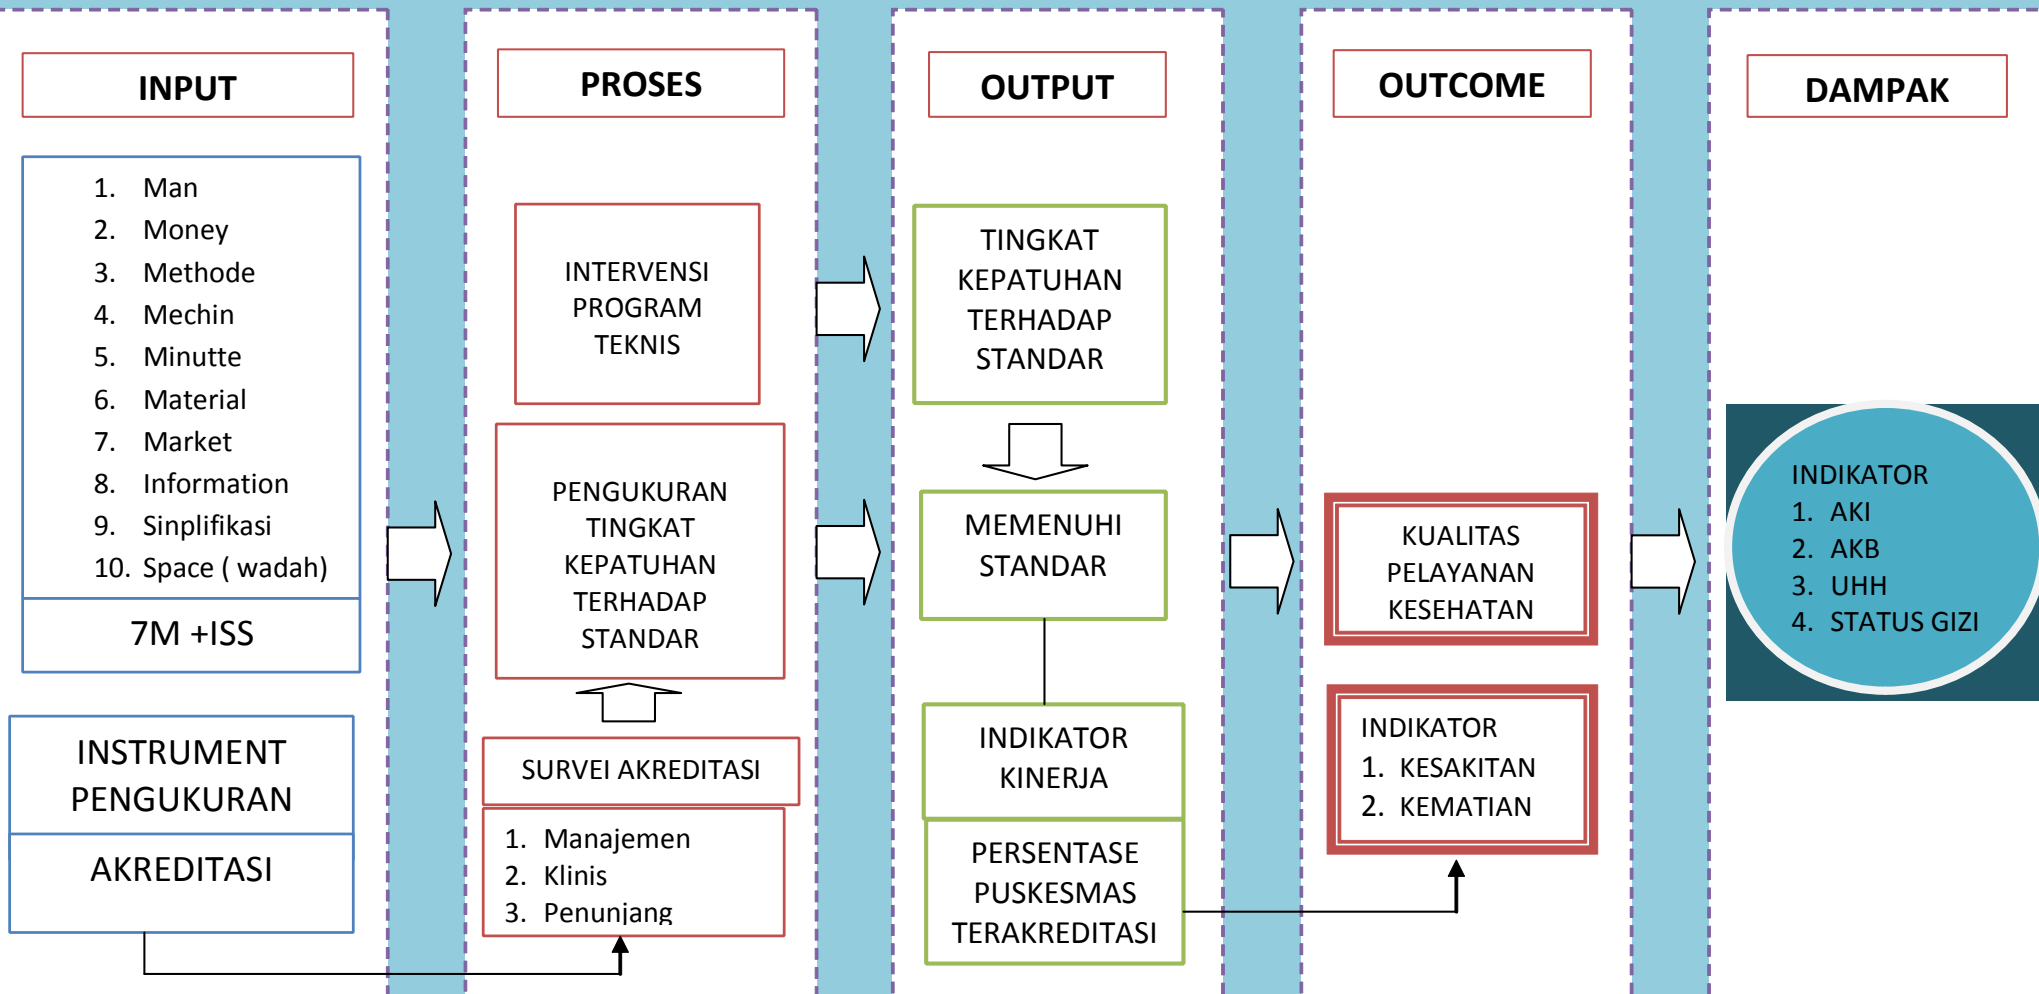 INPUT
1. Man
2. Money
3. Methode
4. Mechin
5. Minutte
6. Material
7. Market
8. Information
9. Sinplifikasi
10. Space ( wadah)
7M +ISS
INSTRUMENT
PENGUKURAN
AKREDITASI
PROSES
INTERVENSI
PROGRAM
TEKNIS
PENGUKURAN
TINGKAT
KEPATUHAN
TERHADAP
STANDAR
SURVEI AKREDITASI
1. Manajemen
2. Klinis
3. Penunjang
OUTPUT
TINGKAT
KEPATUHAN
TERHADAP
STANDAR
MEMENUHI
STANDAR
INDIKATOR
KINERJA
PERSENTASE
PUSKESMAS
TERAKREDITASI
OUTCOME
KUALITAS
PELAYANAN
KESEHATAN
INDIKATOR
1. KESAKITAN
2. KEMATIAN
DAMPAK
INDIKATOR
1. AKI
2. AKB
3. UHH
4. STATUS GIZI